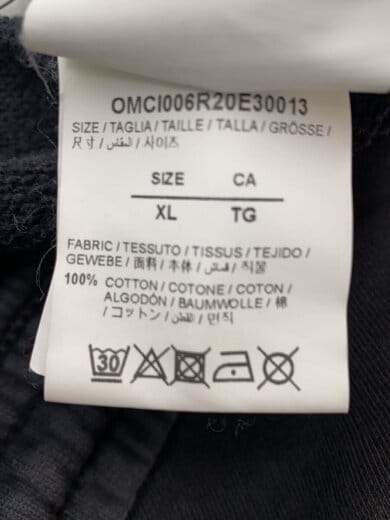 OMCI006R20E30013
SIZE / TAGLIA / TAILLE / TALLA / GRÖSSE /
尺寸 / المقاس / 사이즈
SIZE CA
XL TG
FABRIC / TESSUTO / TISSUS / TEJIDO /
GEWEBE / 面料 / 本体 / قماش / 직물
100% COTTON / COTONE / COTON /
ALGODÓN / BAUMWOLLE / 棉
/ コットン / القطن / 면직
30